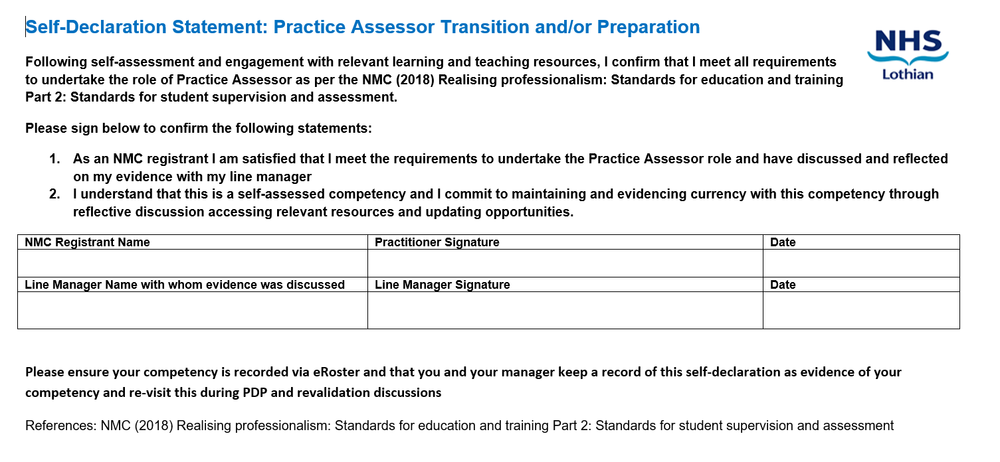 Self-Declaration Statement: Practice Assessor Transition and/or Preparation
NHS
Lothian
Following self-assessment and engagement with relevant learning and teaching resources, I confirm that I meet all requirements
to undertake the role of Practice Assessor as per the NMC (2018) Realising professionalism: Standards for education and training
Part 2: Standards for student supervision and assessment.
Please sign below to confirm the following statements:
1. As an NMC registrant I am satisfied that I meet the requirements to undertake the Practice Assessor role and have discussed and reflected
on my evidence with my line manager
2. I understand that this is a self-assessed competency and I commit to maintaining and evidencing currency with this competency through
reflective discussion accessing relevant resources and updating opportunities.
NMC Registrant Name Practitioner Signature Date
Line Manager Name with whom evidence was discussed Line Manager Signature Date
Please ensure your competency is recorded via eRoster and that you and your manager keep a record of this self-declaration as evidence of your
competency and re-visit this during PDP and revalidation discussions
References: NMC (2018) Realising professionalism: Standards for education and training Part 2: Standards for student supervision and assessment